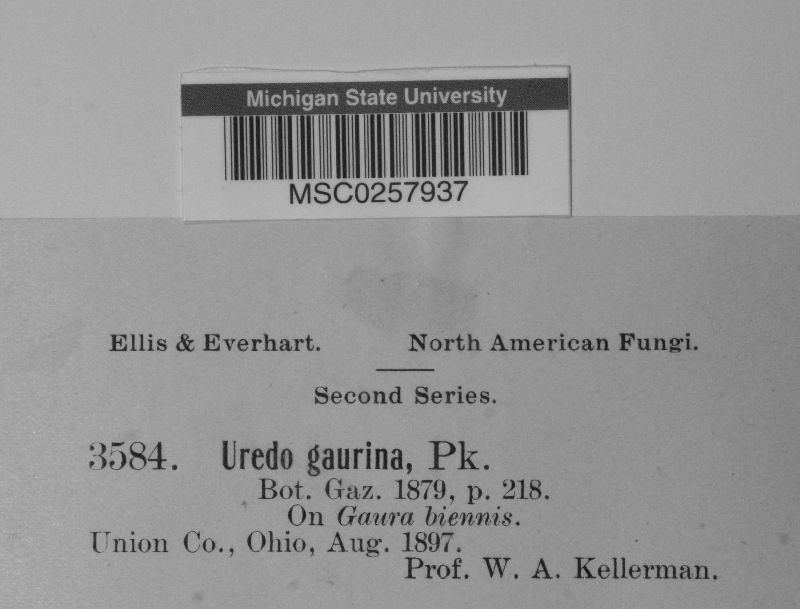 Michigan State University
MSC0257937
Ellis & Everhart. North American Fungi.
Second Series.
3584. Uredo gaurina, Pk.
Bot. Gaz. 1879, p. 218.
On Gaura biennis.
Union Co., Ohio, Aug. 1897.
Prof. W. A. Kellerman.